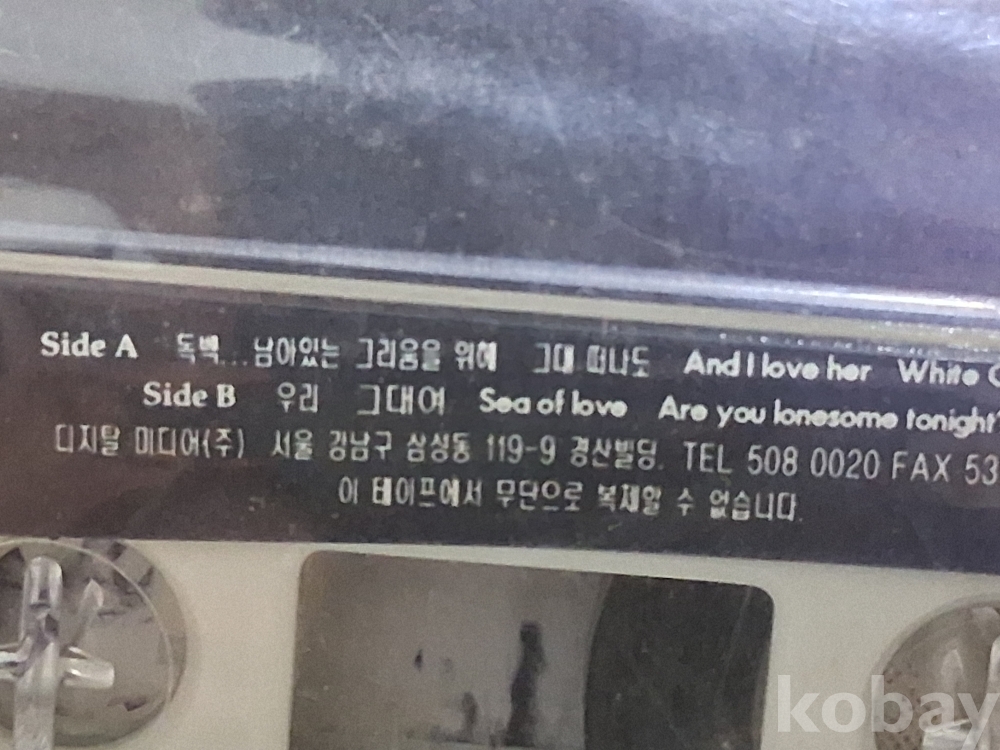 Side A 독백...남아있는 그리움을 위해 그대 떠나도 And I love her White
Side B 우리 그대여 Sea of love Are you lonesome tonight?
디지탈 미디어(주) 서울 강남구 삼성동 119-9 경산빌딩. TEL 508 0020 FAX 53
이 테이프에서 무단으로 복제할 수 없습니다.
kobay